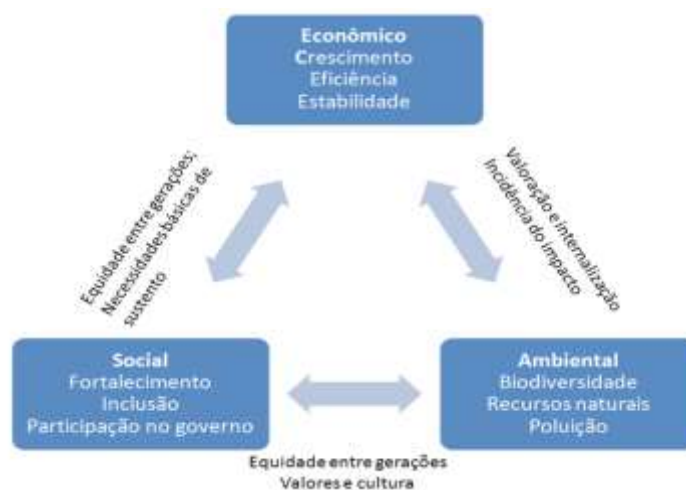 Econômico
Crescimento
Eficiência
Estabilidade
Equidade entre gerações;
Necessidades básicas de
sustento
Valoração e internalização
Incidência do impacto
Social
Fortalecimento
Inclusão
Participação no governo
Ambiental
Biodiversidade
Recursos naturais
Poluição
Equidade entre gerações
Valores e cultura